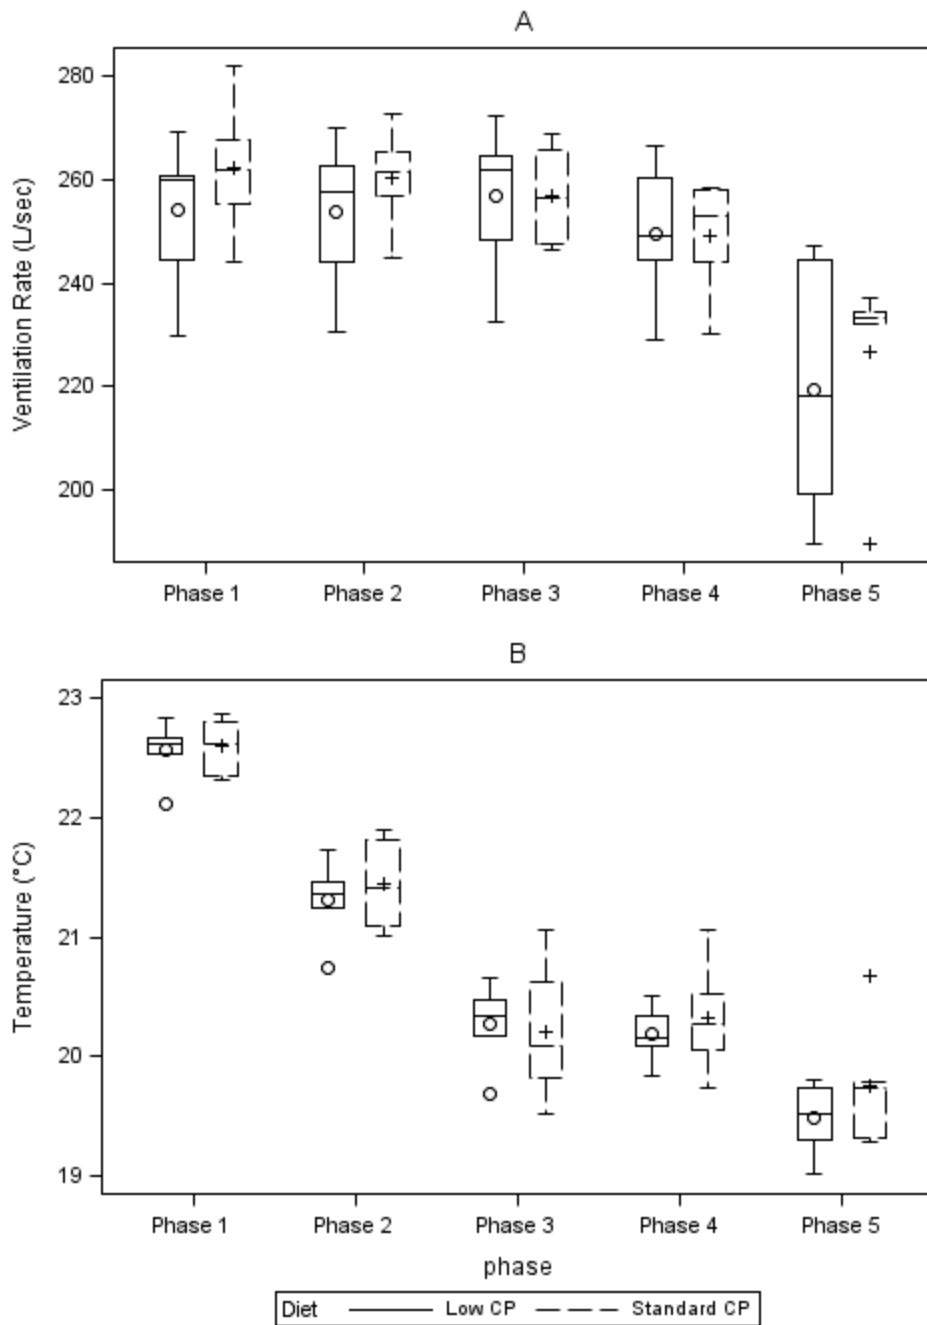 A
Ventilation Rate (L/sec)
280
260
240
220
200
Phase 1 Phase 2 Phase 3 Phase 4 Phase 5
B
Temperature (°C)
23
22
21
20
19
Phase 1 Phase 2 Phase 3 Phase 4 Phase 5
phase
Diet Low CP Standard CP